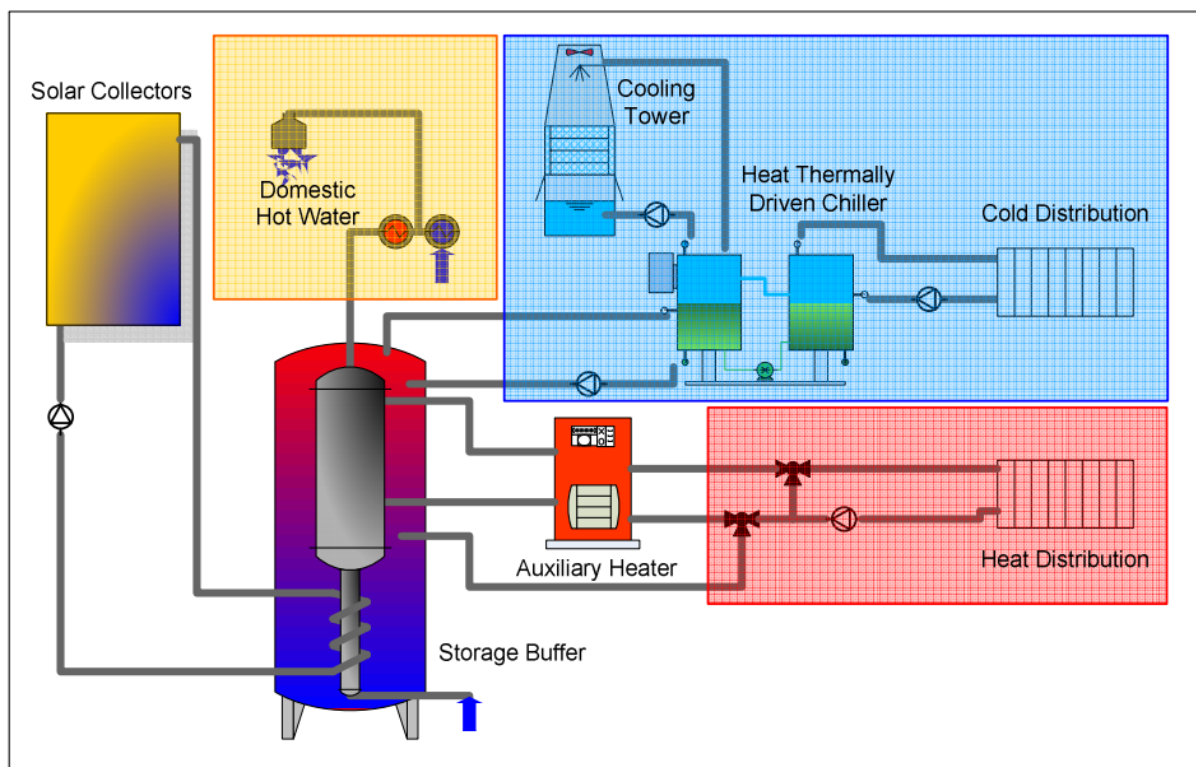 Solar Collectors
Domestic
Hot Water
Cooling
Tower
Heat Thermally
Driven Chiller
Cold Distribution
Auxiliary Heater
Heat Distribution
Storage Buffer